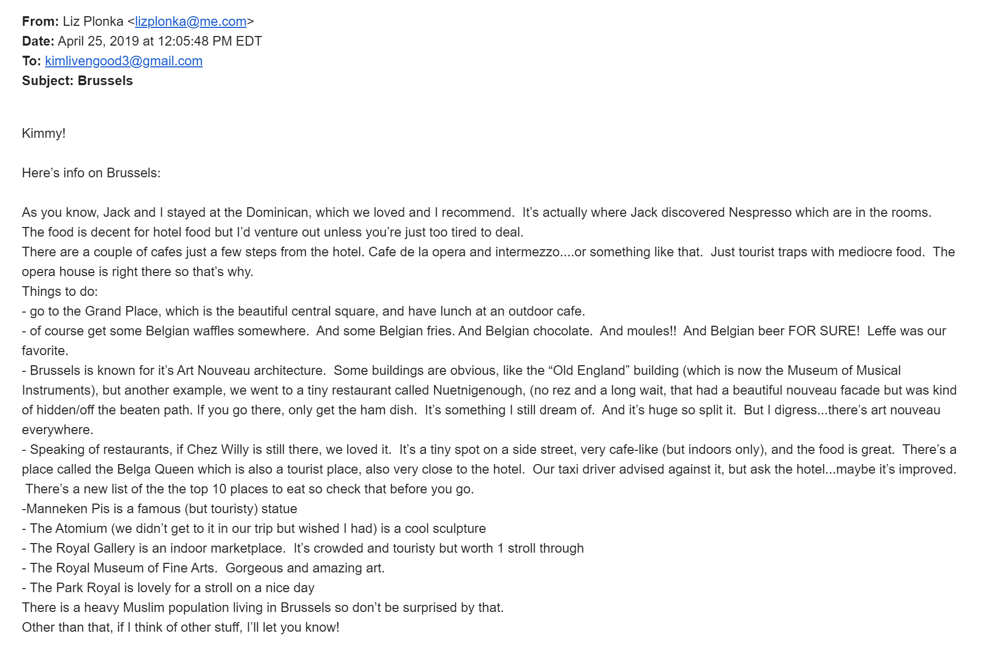 From: Liz Plonka <lizplonka@me.com>
Date: April 25, 2019 at 12:05:48 PM EDT
To: kimlivengood3@gmail.com
Subject: Brussels
Kimmy!
Here’s info on Brussels:
As you know, Jack and I stayed at the Dominican, which we loved and I recommend.  It’s actually where Jack discovered Nespresso which are in the rooms.
The food is decent for hotel food but I’d venture out unless you’re just too tired to deal.
There are a couple of cafes just a few steps from the hotel. Cafe de la opera and intermezzo....or something like that.  Just tourist traps with mediocre food.  The
opera house is right there so that’s why.
Things to do:
- go to the Grand Place, which is the beautiful central square, and have lunch at an outdoor cafe.
- of course get some Belgian waffles somewhere.  And some Belgian fries. And Belgian chocolate.  And moules!!  And Belgian beer FOR SURE!  Leffe was our
favorite.
- Brussels is known for it’s Art Nouveau architecture.  Some buildings are obvious, like the “Old England” building (which is now the Museum of Musical
Instruments), but another example, we went to a tiny restaurant called Nuetnigenough, (no rez and a long wait, that had a beautiful nouveau facade but was kind
of hidden/off the beaten path. If you go there, only get the ham dish.  It’s something I still dream of.  And it’s huge so split it.  But I digress...there’s art nouveau
everywhere.
- Speaking of restaurants, if Chez Willy is still there, we loved it.  It’s a tiny spot on a side street, very cafe-like (but indoors only), and the food is great.  There’s a
place called the Belga Queen which is also a tourist place, also very close to the hotel.  Our taxi driver advised against it, but ask the hotel...maybe it’s improved.
There’s a new list of the the top 10 places to eat so check that before you go.
-Manneken Pis is a famous (but touristy) statue
- The Atomium (we didn’t get to it in our trip but wished I had) is a cool sculpture
- The Royal Gallery is an indoor marketplace.  It’s crowded and touristy but worth 1 stroll through
- The Royal Museum of Fine Arts.  Gorgeous and amazing art.
- The Park Royal is lovely for a stroll on a nice day
There is a heavy Muslim population living in Brussels so don’t be surprised by that.
Other than that, if I think of other stuff, I’ll let you know!